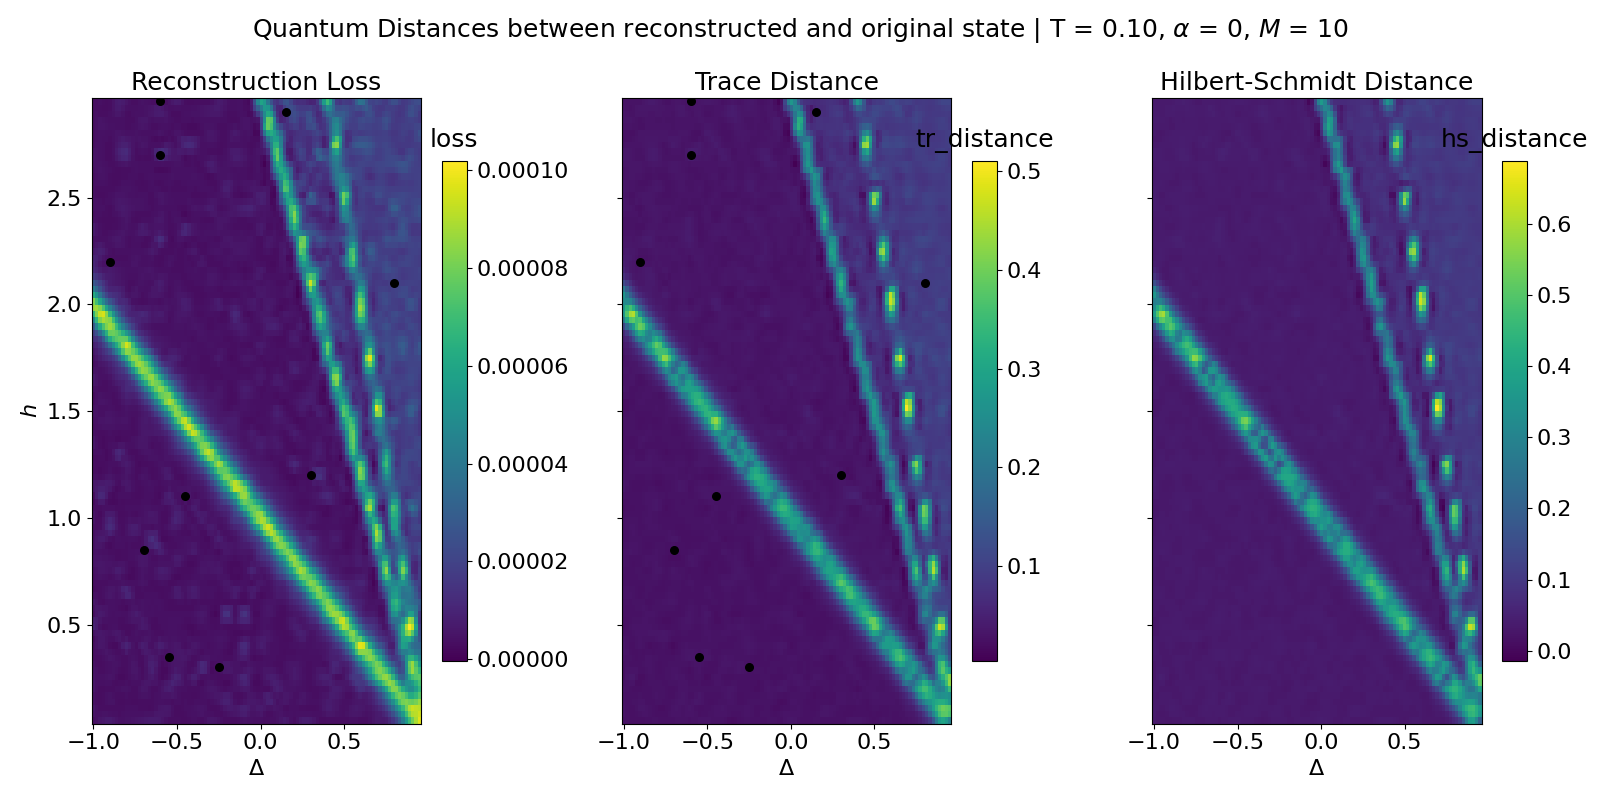 Quantum Distances between reconstructed and original state | T = 0.10, α = 0, M = 10
Reconstruction Loss
Trace Distance
Hilbert-Schmidt Distance
loss
tr_distance
hs_distance
h
2.5
2.0
1.5
1.0
0.5
0.00010
0.00008
0.00006
0.00004
0.00002
0.00000
0.5
0.4
0.3
0.2
0.1
0.6
0.5
0.4
0.3
0.2
0.1
0.0
−1.0 −0.5 0.0 0.5
−1.0 −0.5 0.0 0.5
−1.0 −0.5 0.0 0.5
Δ
Δ
Δ